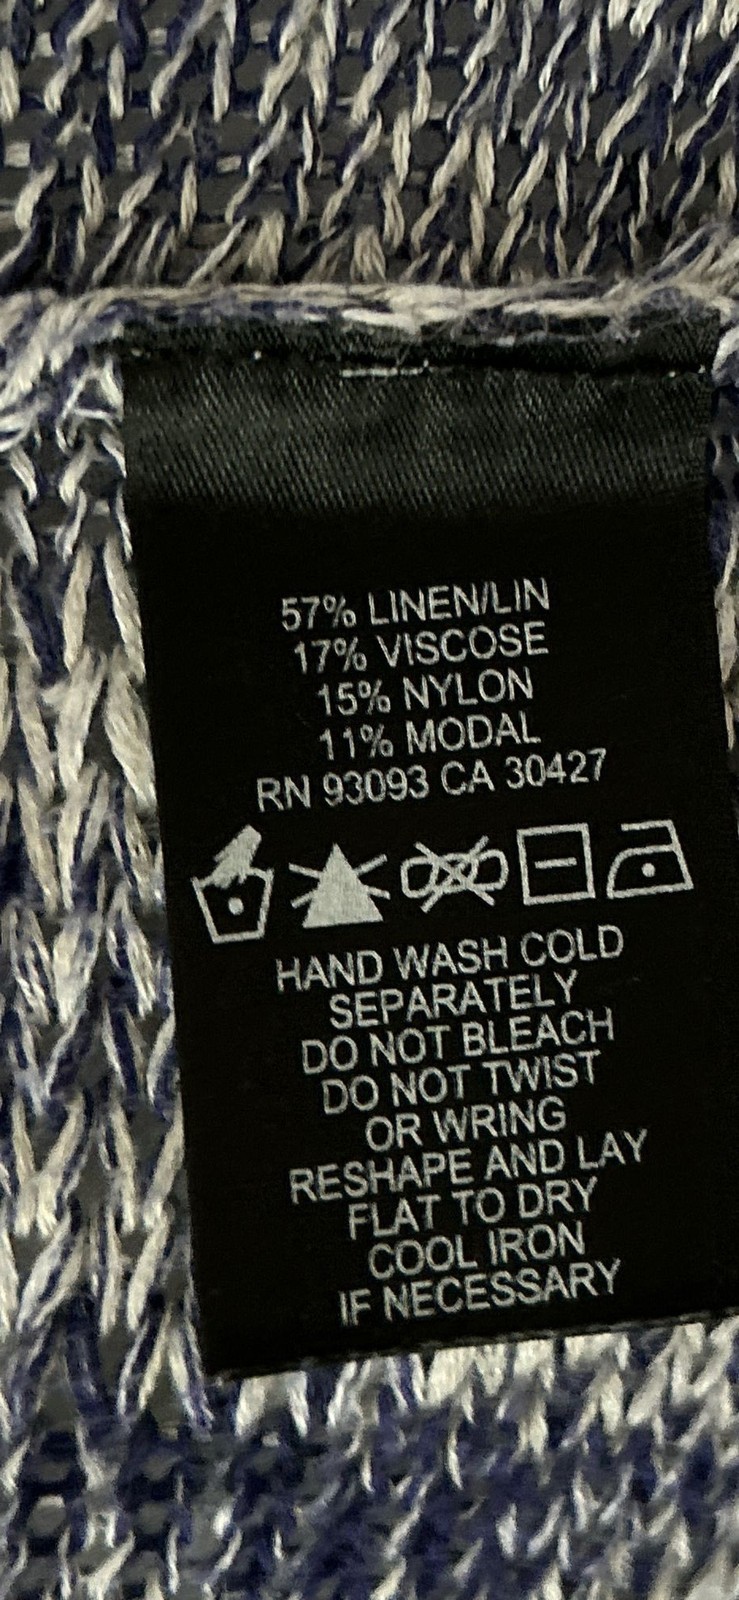 57% LINEN/LIN
17% VISCOSE
15% NYLON
11% MODAL
RN 93093 CA 30427
HAND WASH COLD
SEPARATELY
DO NOT BLEACH
DO NOT TWIST
OR WRING
RESHAPE AND LAY
FLAT TO DRY
COOL IRON
IF NECESSARY